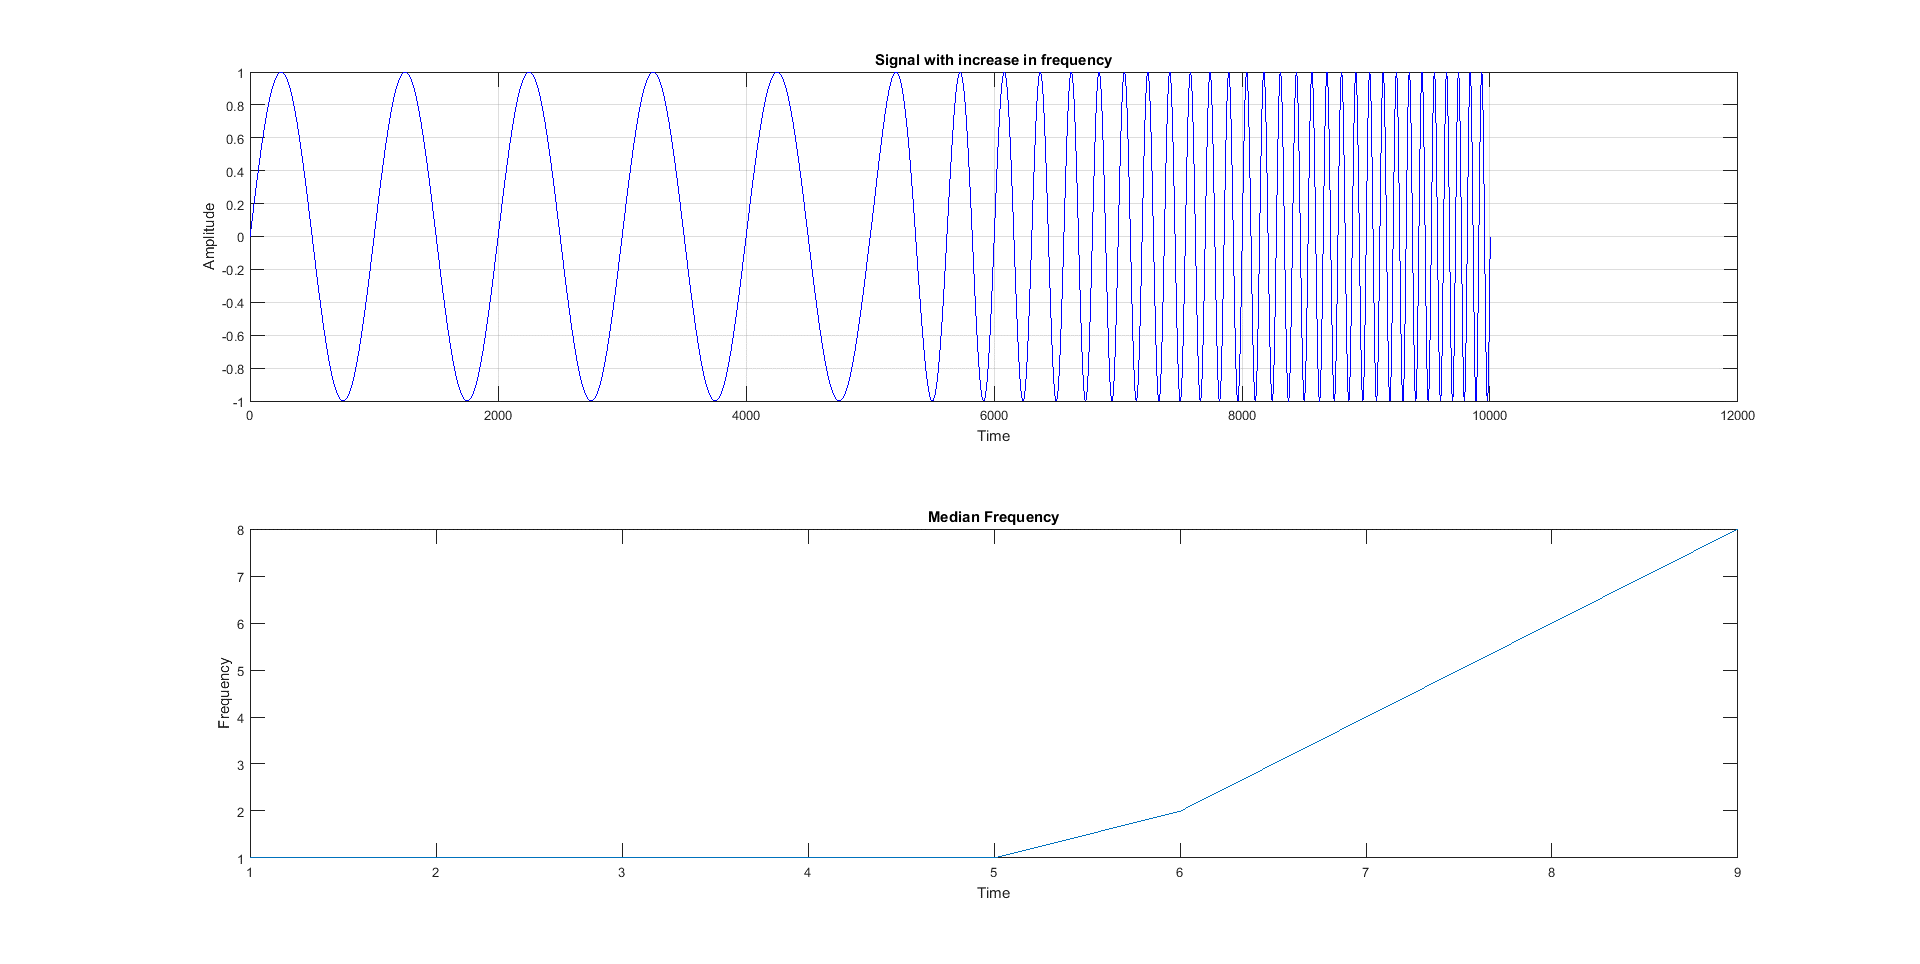 Signal with increase in frequency
1
0.8
0.6
0.4
0.2
0
-0.2
-0.4
-0.6
-0.8
-1
Amplitude
0 2000 4000 6000 8000 10000 12000
Time
Median Frequency
8
7
6
5
4
3
2
1
Frequency
1 2 3 4 5 6 7 8 9
Time